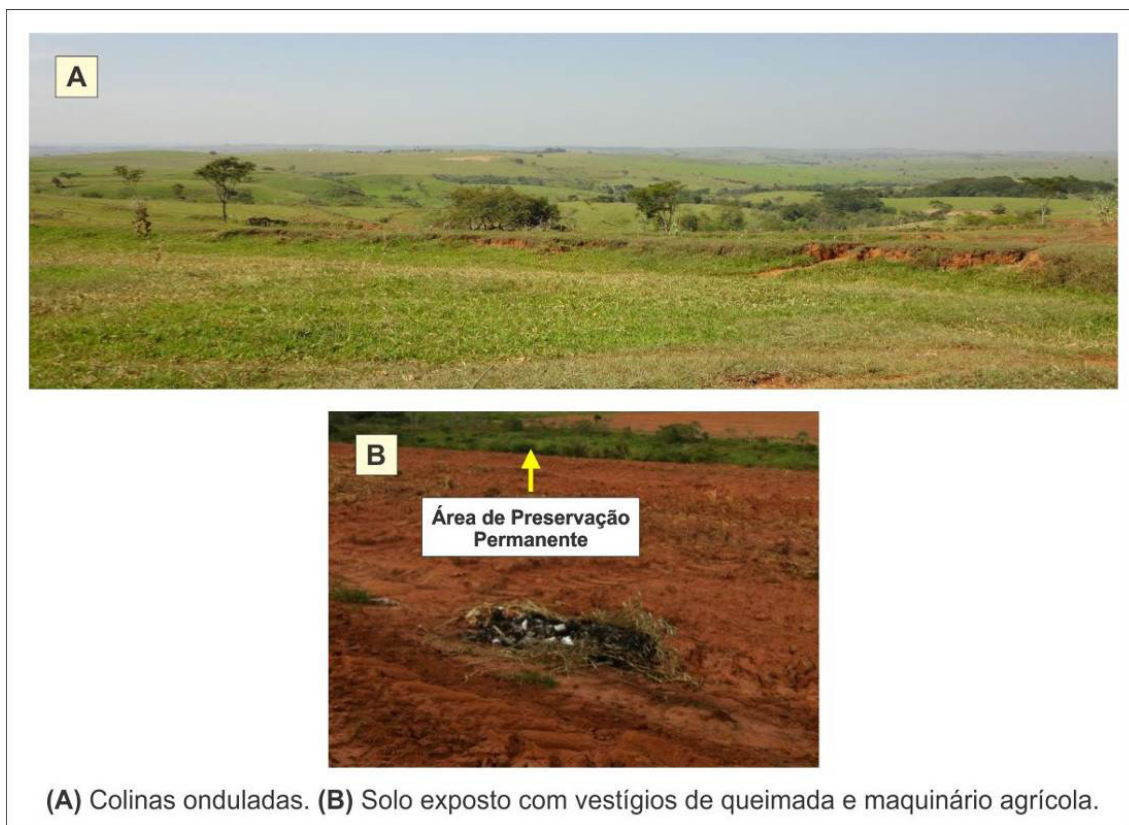 A
B
Área de Preservação
Permanente
(A) Colinas onduladas. (B) Solo exposto com vestígios de queimada e maquinário agrícola.